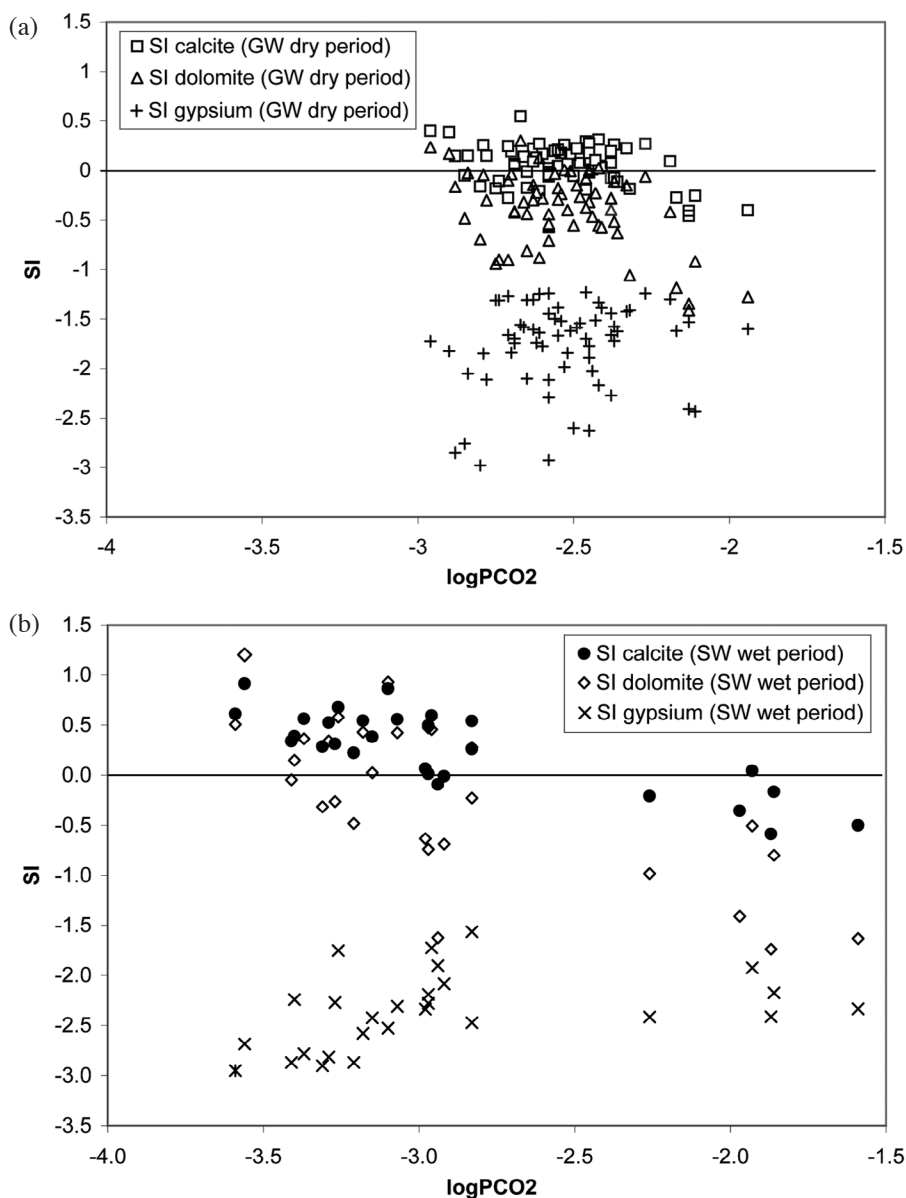 (a)
1.5
1
0.5
0
-0.5
-1
-1.5
-2
-2.5
-3
-3.5
SI
SI calcite (GW dry period)
SI dolomite (GW dry period)
SI gypsium (GW dry period)
-4 -3.5 -3 -2.5 -2 -1.5
logPCO2
(b)
1.5
1.0
0.5
0.0
-0.5
-1.0
-1.5
-2.0
-2.5
-3.0
-3.5
SI
SI calcite (SW wet period)
SI dolomite (SW wet period)
SI gypsium (SW wet period)
-4.0 -3.5 -3.0 -2.5 -2.0 -1.5
logPCO2